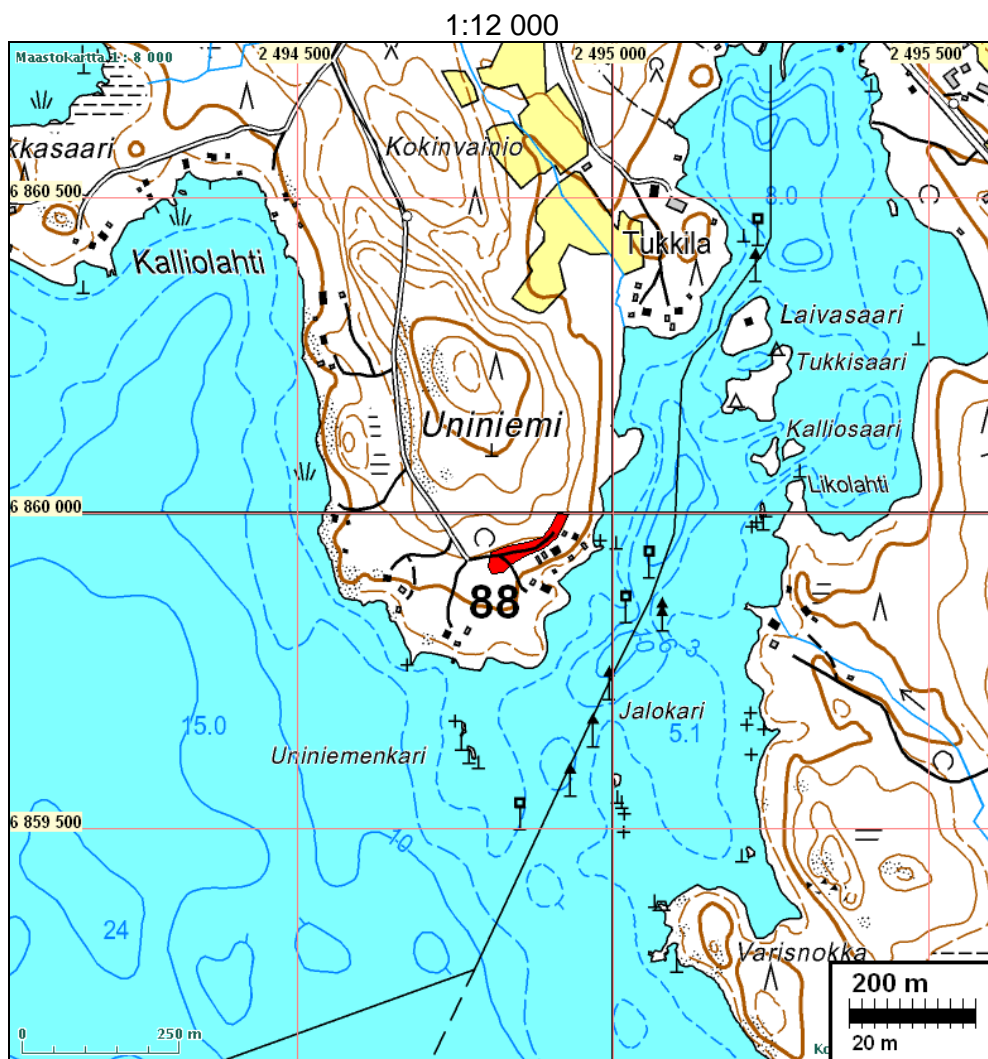 1:12 000
Maastokartta 1 : 8 000
2 494 500
2 495 000
2 495 500
kkasaari
Kokinvainio
6 860 500
8.0
Kalliolahti
Tukkila
Laivasaari
Tukkisaari
Uniniemi
Kalliosaari
Likolahti
6 860 000
88
Jalokari
15.0
5.1
Uniniemenkari
6 859 500
10
24
Varisnokka
200 m
20 m
0
250 m
Ko